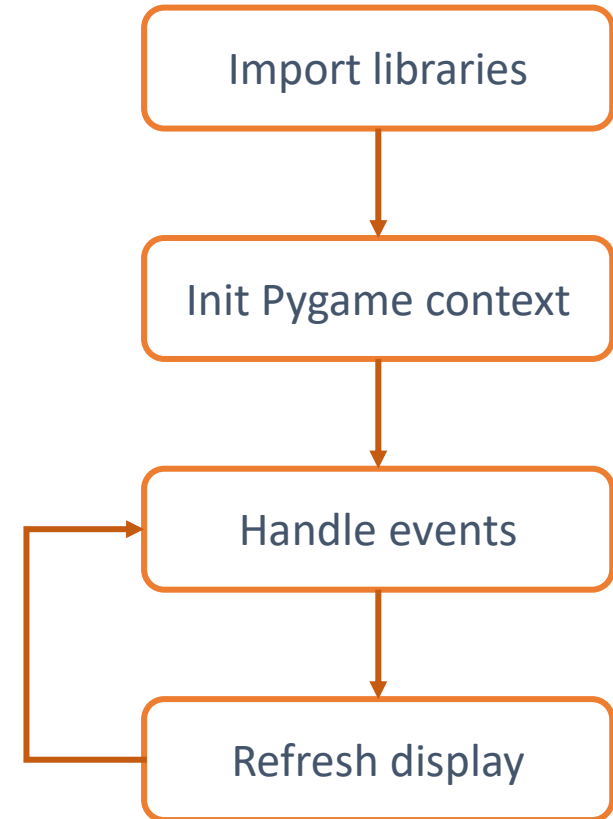 Import libraries
Init Pygame context
Handle events
Refresh display